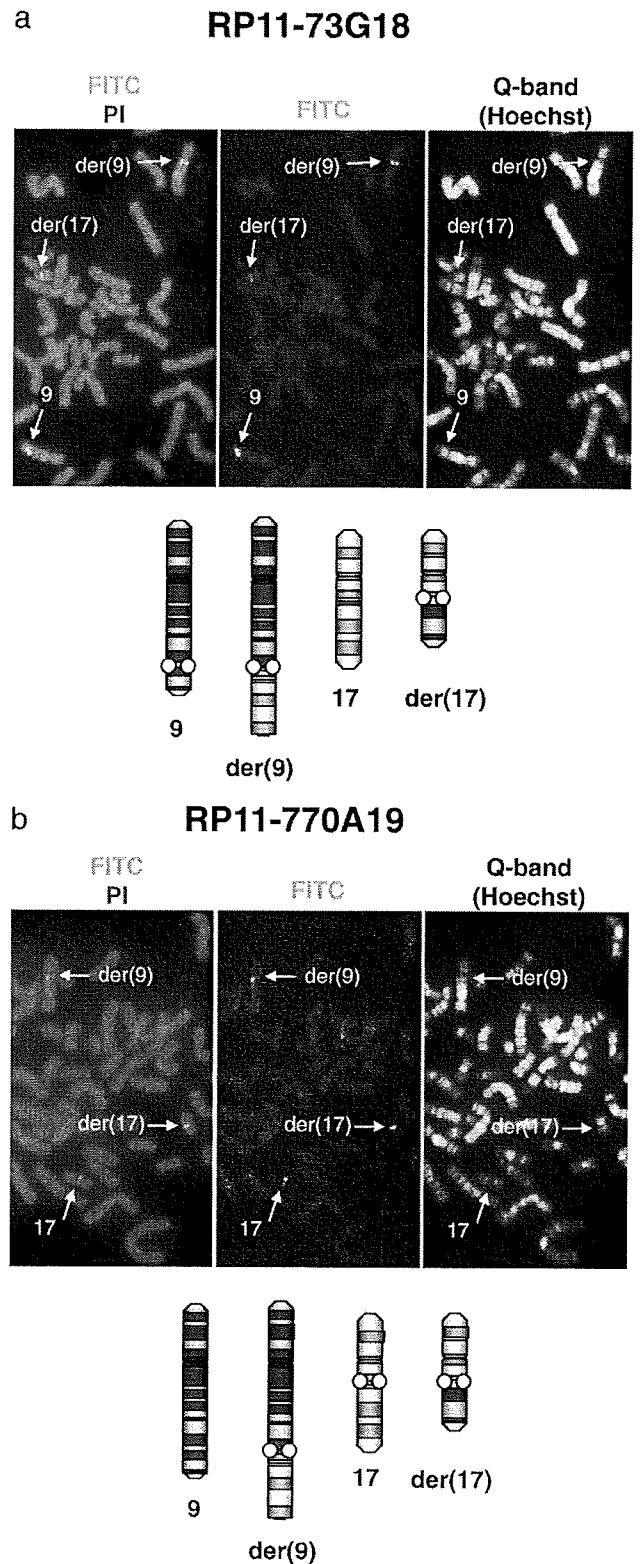 a
RP11-73G18
FITC
PI
FITC
Q-band
(Hoechst)
der(9)
der(9)
der(9)
der(17)
der(17)
der(17)
9
9
9
9
der(9)
17
der(17)
b
RP11-770A19
FITC
PI
FITC
Q-band
(Hoechst)
der(9)
der(9)
der(9)
der(17)
der(17)
der(17)
17
17
17
9
der(9)
17
der(17)